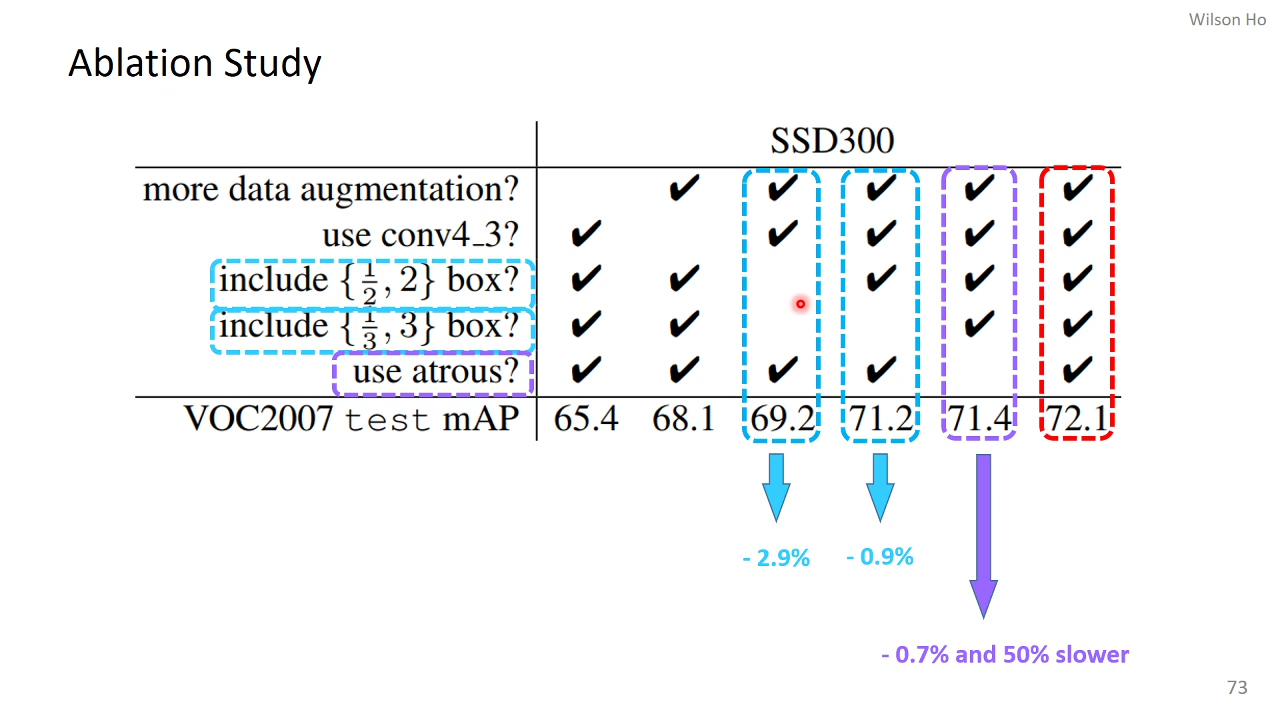 Wilson Ho
Ablation Study
SSD300
more data augmentation? ✔ ✔ ✔ ✔ ✔
use conv4_3? ✔ ✔ ✔ ✔ ✔
include {1/2, 2} box? ✔ ✔ ✔ ✔ ✔
include {1/3, 3} box? ✔ ✔ ✔ ✔
use atrous? ✔ ✔ ✔ ✔ ✔
VOC2007 test mAP 65.4 68.1 69.2 71.2 71.4 72.1
- 2.9% - 0.9%
- 0.7% and 50% slower
73